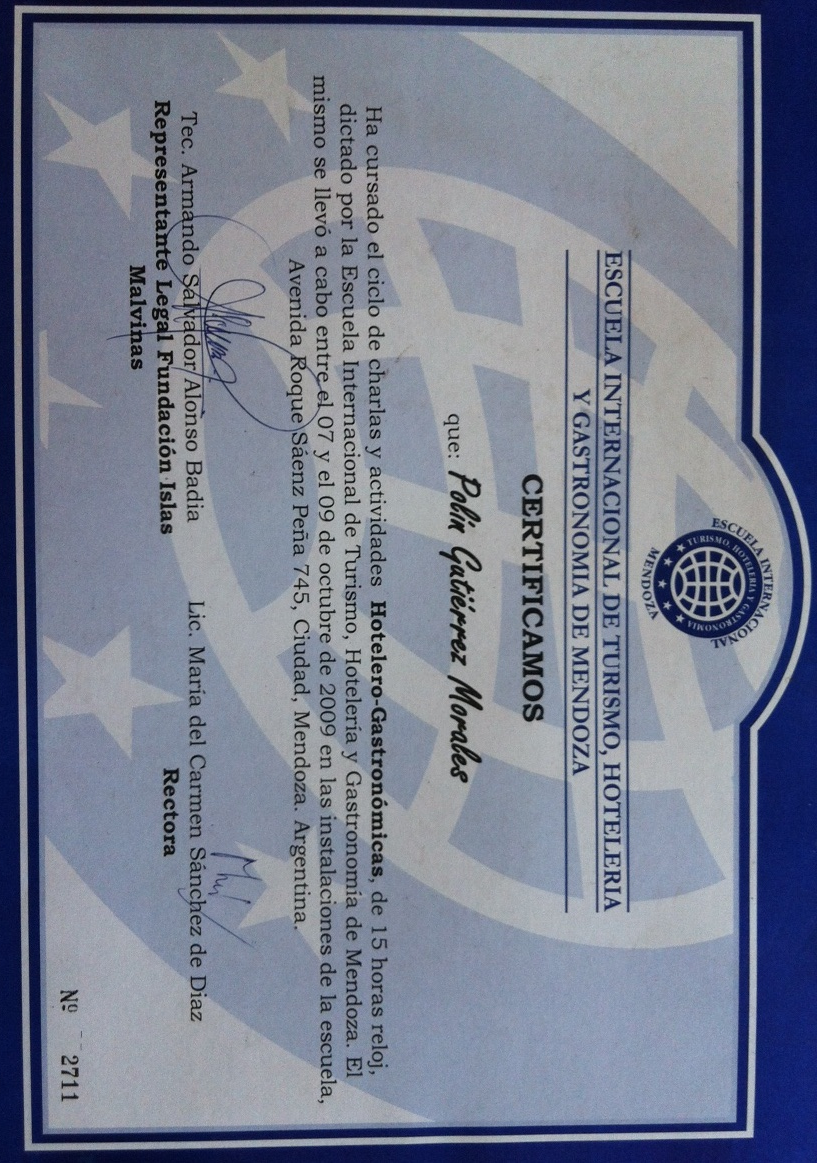 ESCUELA INTERNACIONAL
TURISMO, HOTELERIA Y GASTRONOMIA
MENDOZA
ESCUELA INTERNACIONAL DE TURISMO, HOTELERIA
Y GASTRONOMIA DE MENDOZA
CERTIFICAMOS
que: Polin Gutiérrez Morales
Ha cursado el ciclo de charlas y actividades Hotelero-Gastronómicas, de 15 horas reloj,
dictado por la Escuela Internacional de Turismo, Hotelería y Gastronomía de Mendoza. El
mismo se llevó a cabo entre el 07 y el 09 de octubre de 2009 en las instalaciones de la escuela,
Avenida Roque Sáenz Peña 745, Ciudad, Mendoza. Argentina.
Tec. Armando Salvador Alonso Badia
Representante Legal Fundación Islas
Malvinas
Lic. María del Carmen Sánchez de Diaz
Rectora
Nº -- 2711